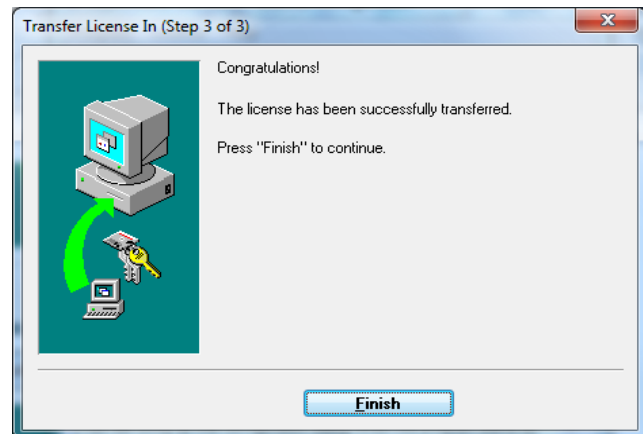 Transfer License In (Step 3 of 3)
Congratulations!
The license has been successfully transferred.
Press "Finish" to continue.
Finish